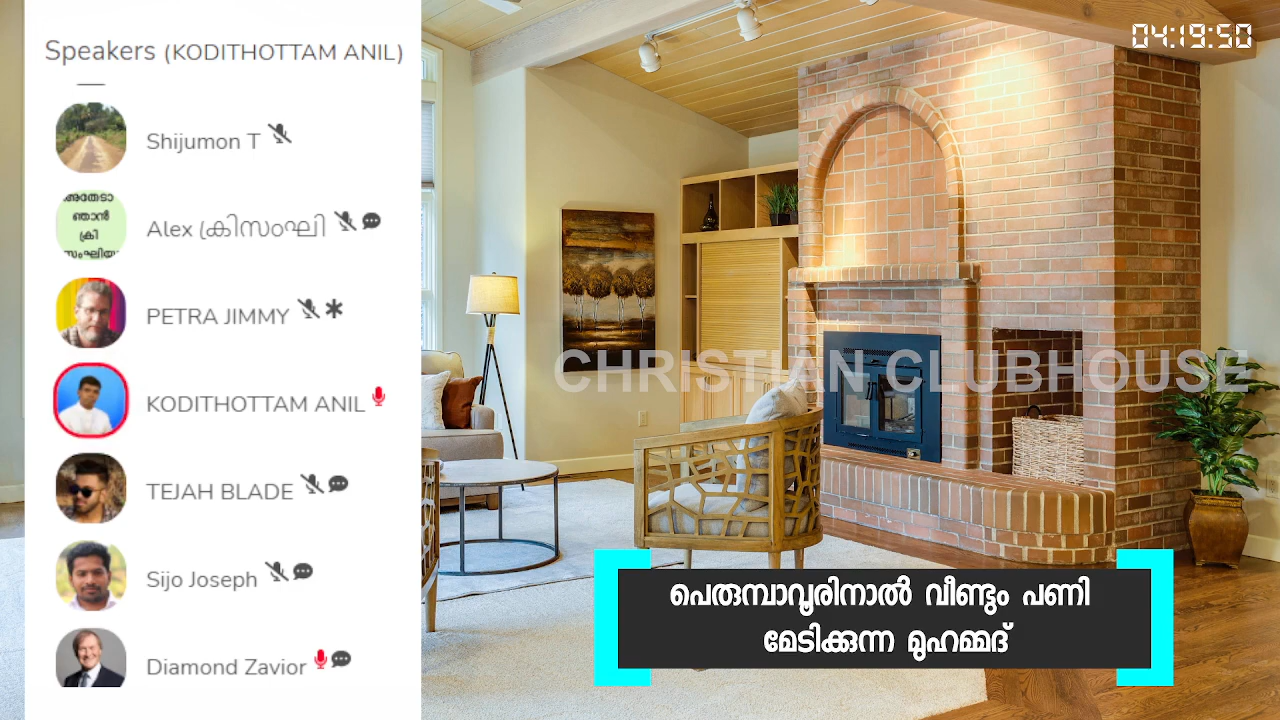 Speakers (KODITHOTTAM ANIL)
04:19:50
Shijumon T
അതേടാ
ഞാൻ
ക്രി
സംഘിയാ
Alex ക്രിസംഘി
PETRA JIMMY
KODITHOTTAM ANIL
CHRISTIAN CLUBHOUSE
TEJAH BLADE
Sijo Joseph
Diamond Zavior
പെരുമ്പാവൂരിനാൽ വീണ്ടും പണി
മേടിക്കുന്ന മുഹമ്മദ്